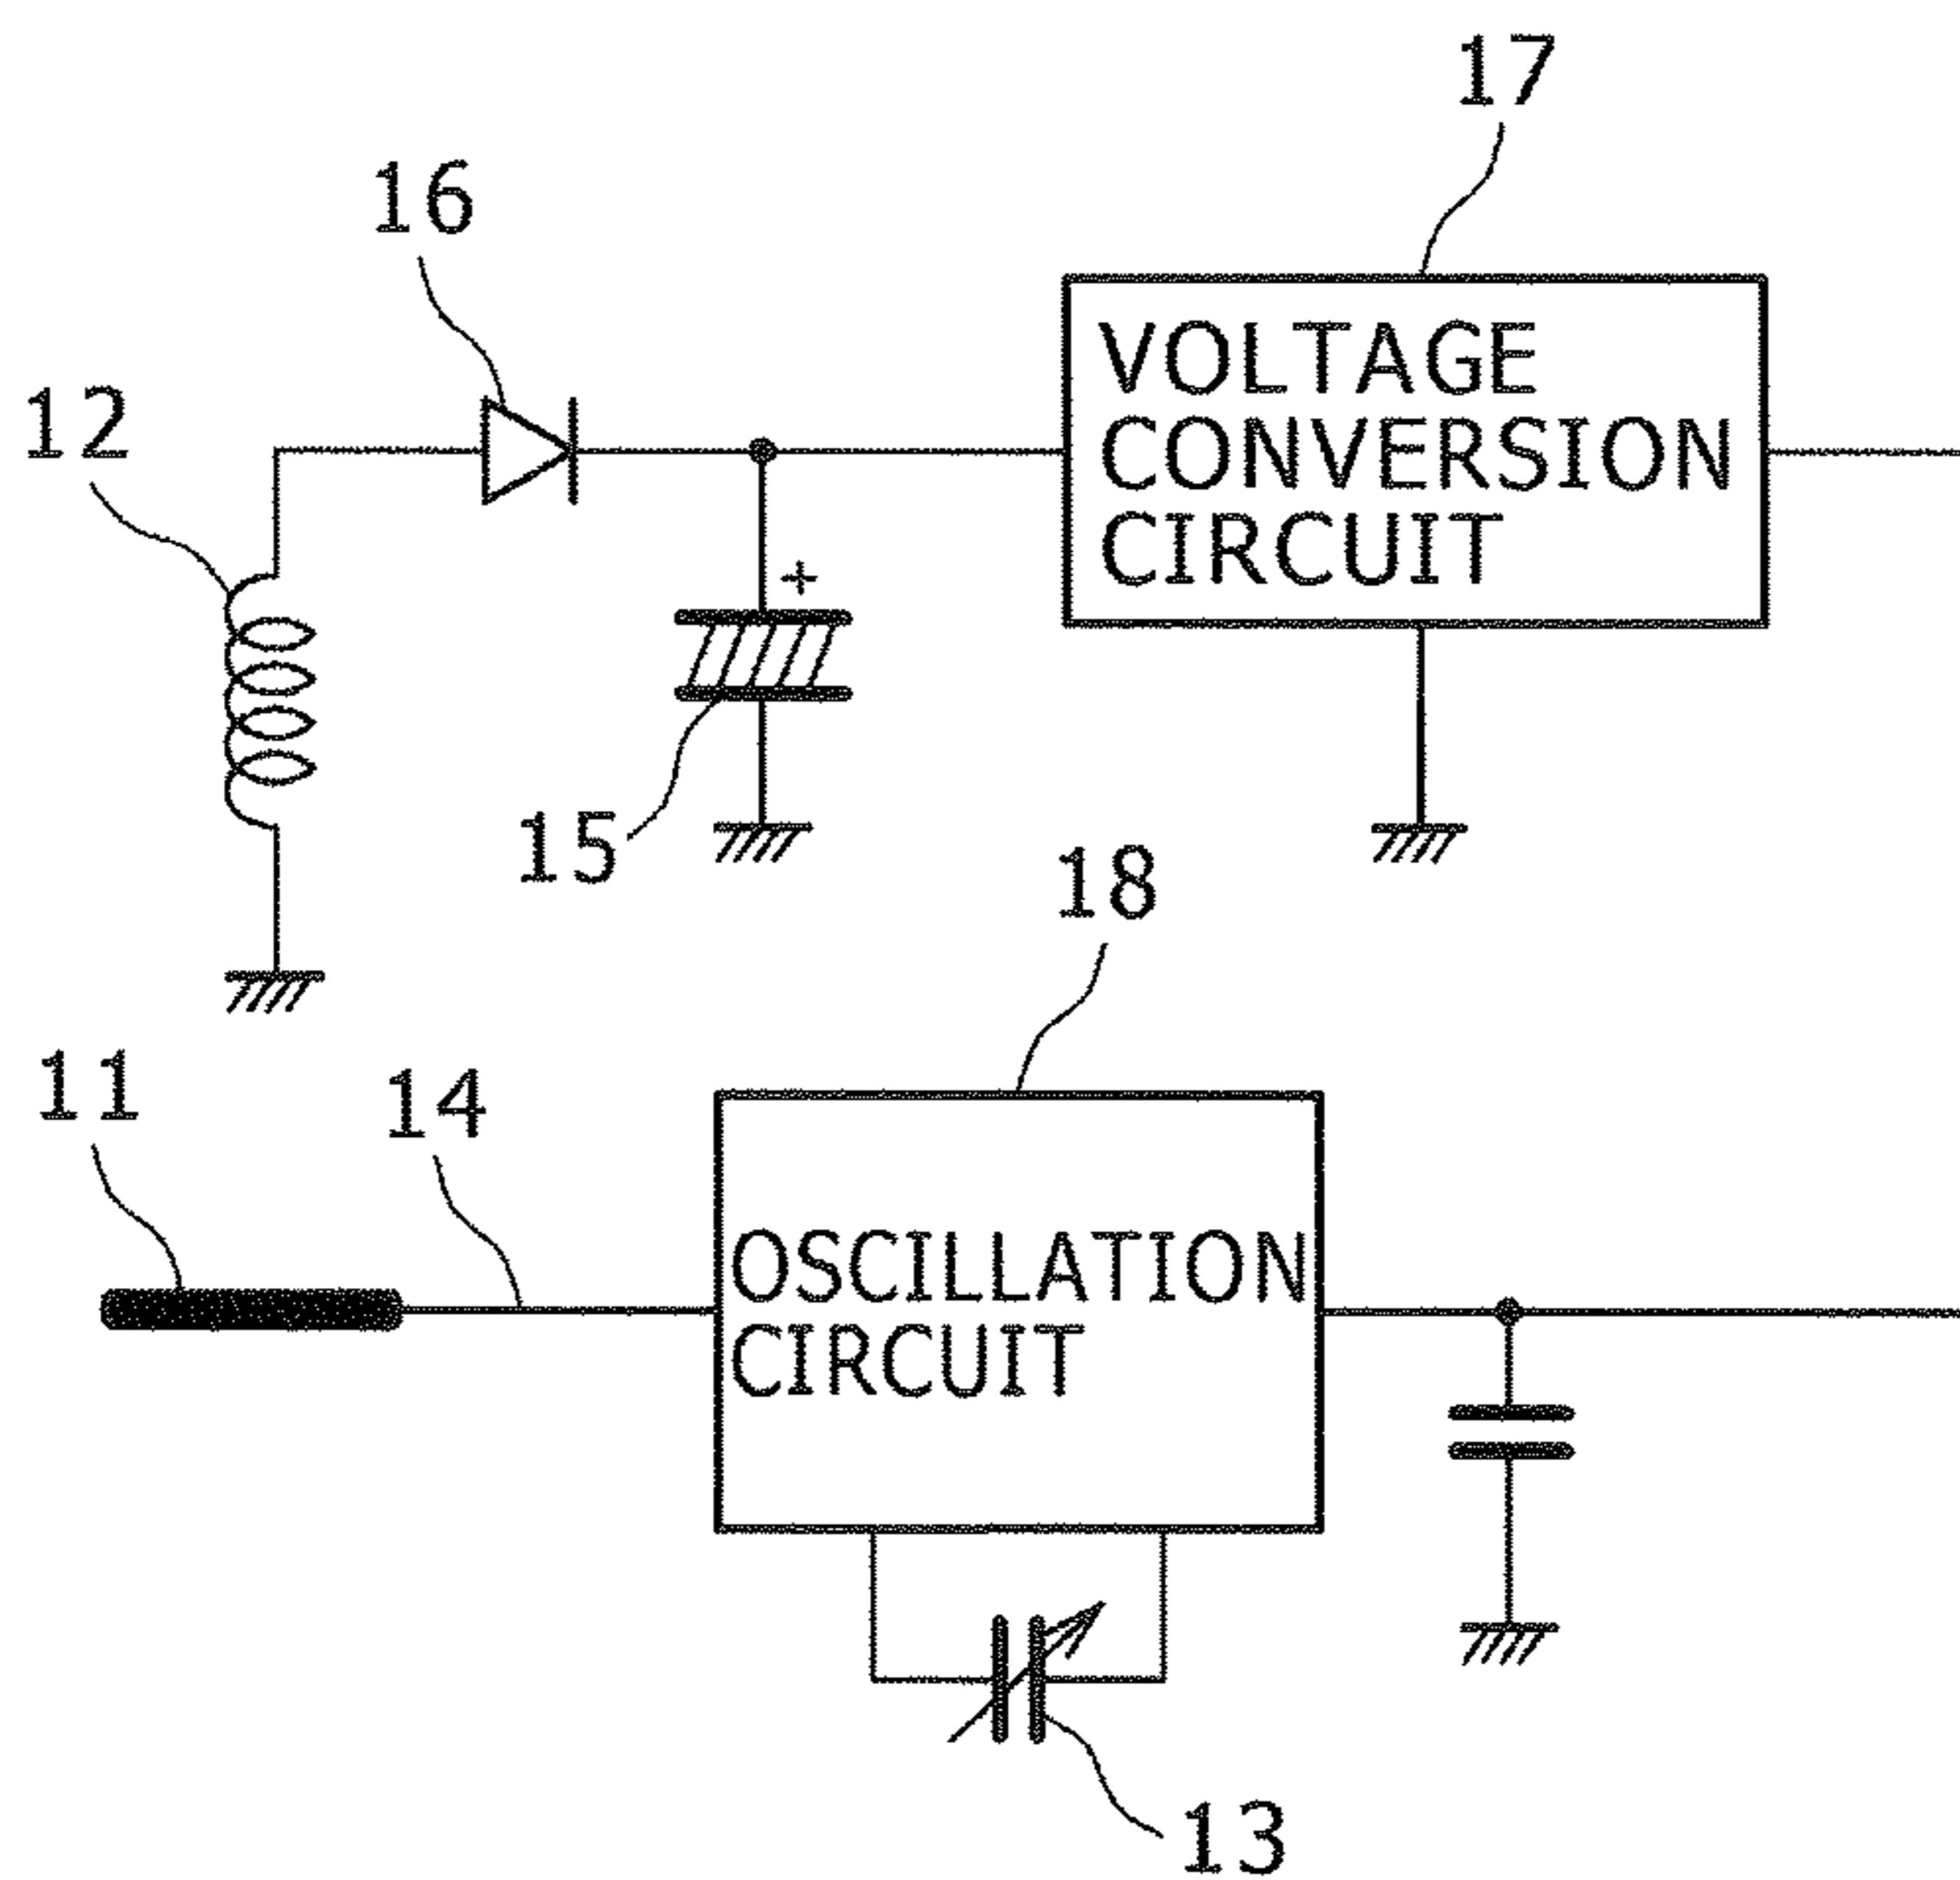 17
16
12
VOLTAGE
CONVERSION
CIRCUIT
+
15
18
11
14
OSCILLATION
CIRCUIT
13